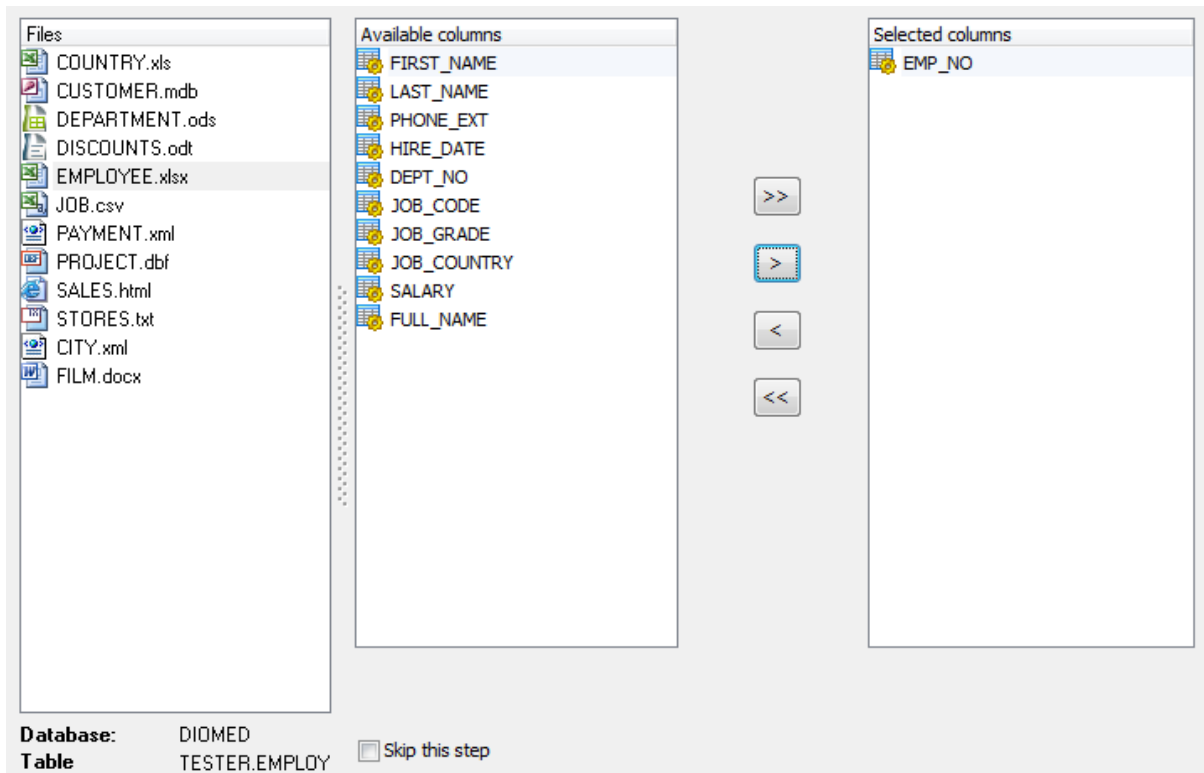 Files
COUNTRY.xls
CUSTOMER.mdb
DEPARTMENT.ods
DISCOUNTS.odt
EMPLOYEE.xlsx
JOB.csv
PAYMENT.xml
PROJECT.dbf
SALES.html
STORES.txt
CITY.xml
FILM.docx
Available columns
FIRST_NAME
LAST_NAME
PHONE_EXT
HIRE_DATE
DEPT_NO
JOB_CODE
JOB_GRADE
JOB_COUNTRY
SALARY
FULL_NAME
>>
>
<
<<
Selected columns
EMP_NO
Database: DIOMED
Table TESTER.EMPLOY
Skip this step